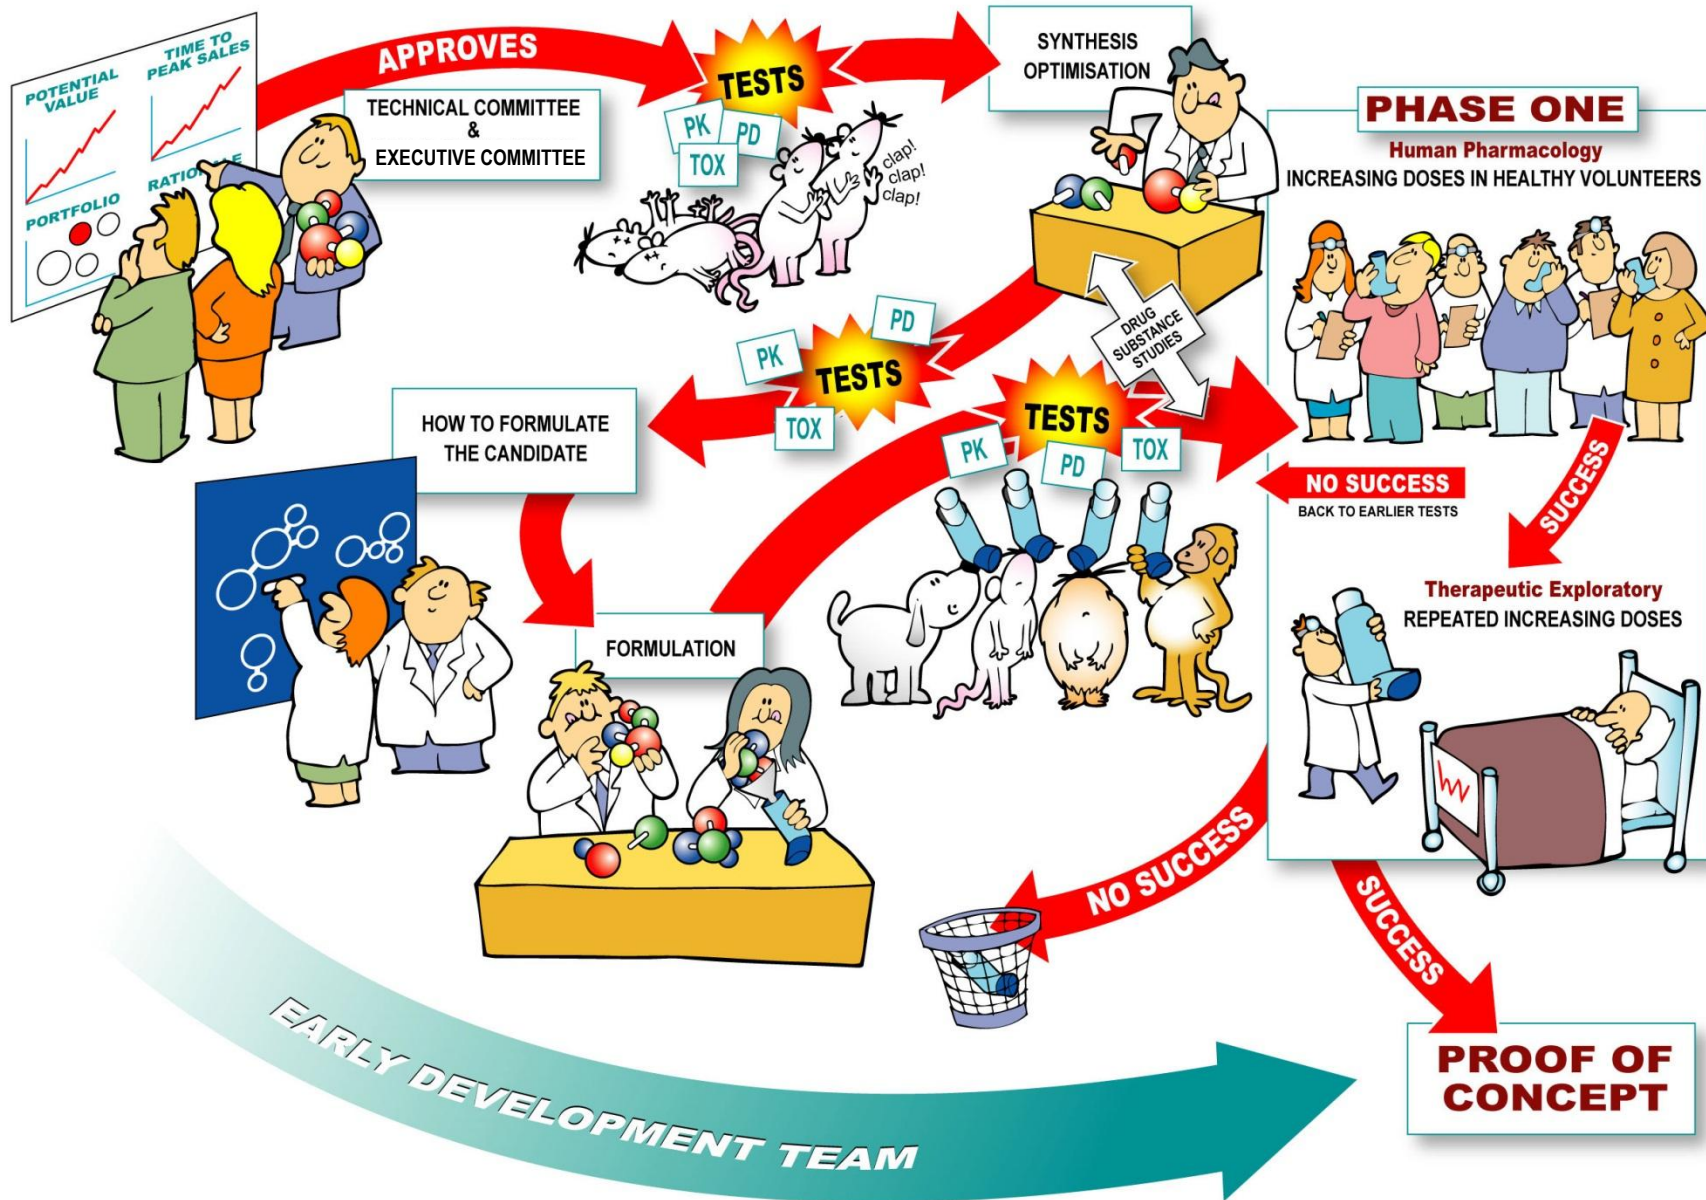 POTENTIAL
VALUE
TIME TO
PEAK SALES
PORTFOLIO
APPROVES
TECHNICAL COMMITTEE
&
EXECUTIVE COMMITTEE
TESTS
PK
PD
TOX
clap!
clap!
clap!
SYNTHESIS
OPTIMISATION
DRUG
SUBSTANCE
STUDIES
PK
PD
TESTS
TOX
HOW TO FORMULATE
THE CANDIDATE
FORMULATION
TESTS
PK
PD
TOX
PHASE ONE
Human Pharmacology
INCREASING DOSES IN HEALTHY VOLUNTEERS
NO SUCCESS
BACK TO EARLIER TESTS
SUCCESS
Therapeutic Exploratory
REPEATED INCREASING DOSES
NO SUCCESS
SUCCESS
PROOF OF
CONCEPT
EARLY DEVELOPMENT TEAM